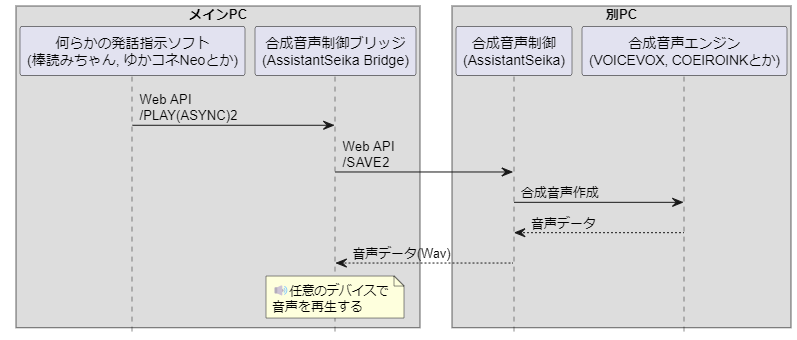 メインPC
別PC
何らかの発話指示ソフト
(棒読みちゃん, ゆかコネNeoとか)
合成音声制御ブリッジ
(AssistantSeika Bridge)
合成音声制御
(AssistantSeika)
合成音声エンジン
(VOICEVOX, COEIROINKとか)
Web API
/PLAY(ASYNC)2
Web API
/SAVE2
合成音声作成
音声データ
音声データ(Wav)
🔊任意のデバイスで
音声を再生する